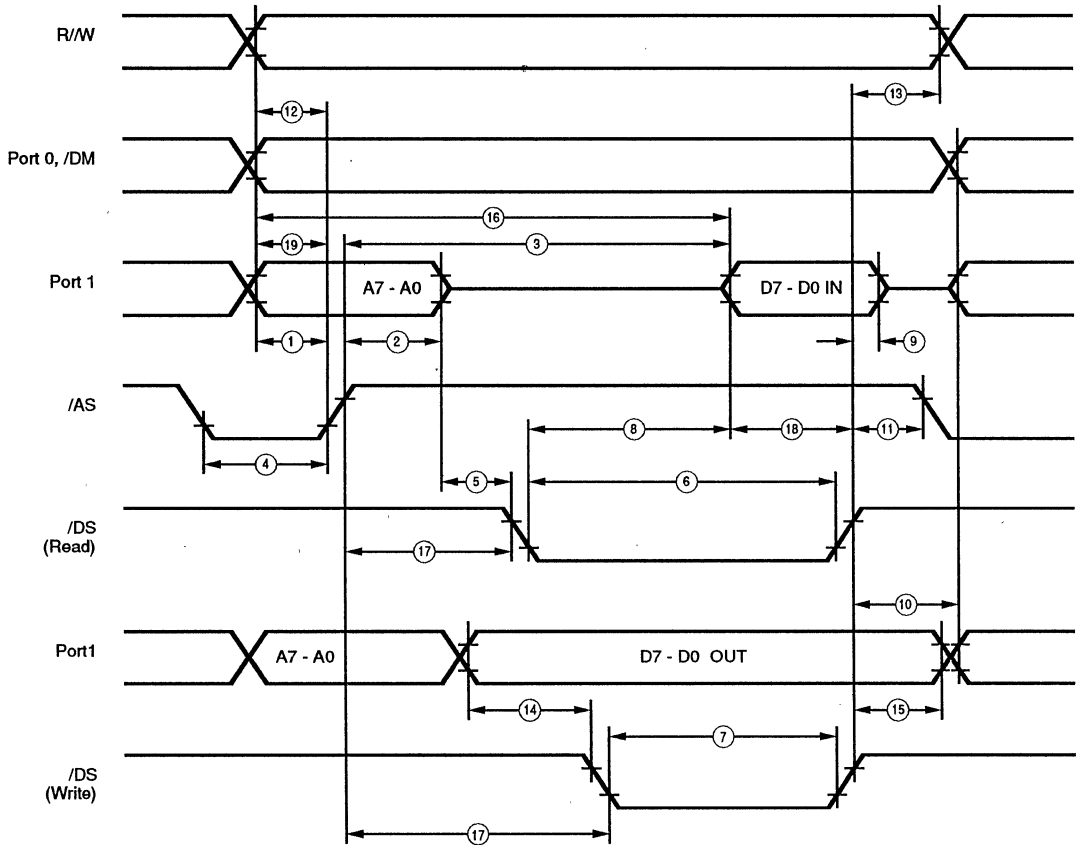 R//W
13
12
Port 0, /DM
16
19
3
Port 1
A7 - A0
D7 - D0 IN
1
2
9
/AS
8
18
11
4
5
6
/DS
(Read)
17
10
Port1
A7 - A0
D7 - D0 OUT
14
15
7
/DS
(Write)
17